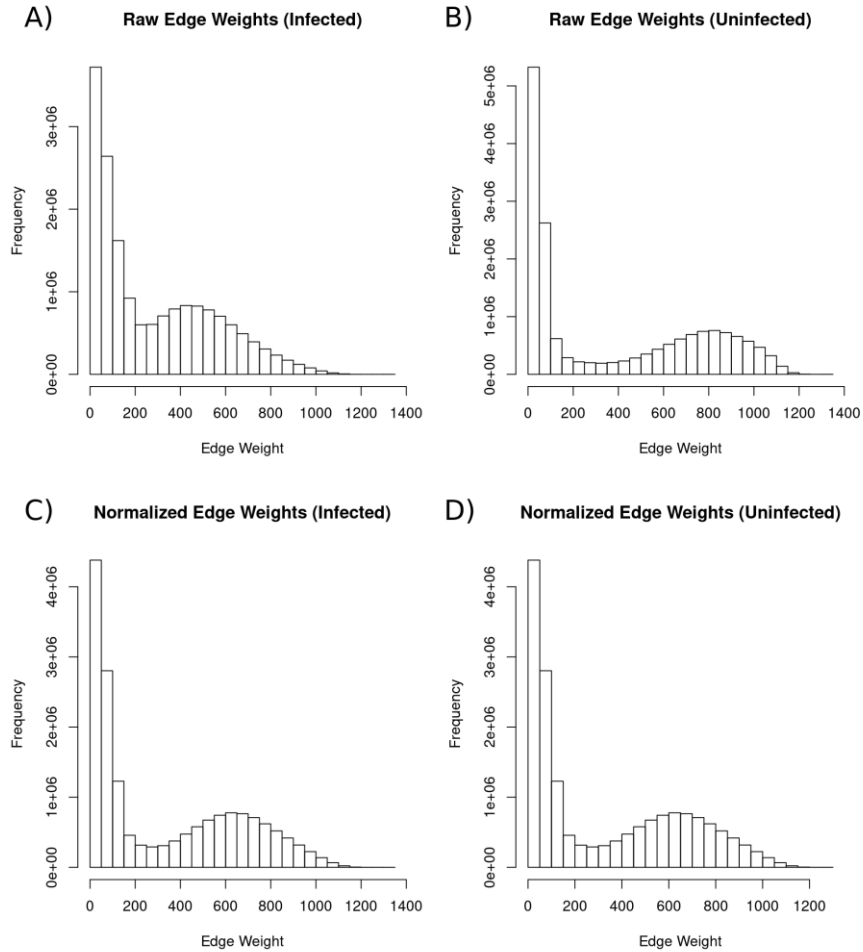 A) Raw Edge Weights (Infected)
Frequency
0e+00 1e+06 2e+06 3e+06
0 200 400 600 800 1000 1200 1400
Edge Weight
B) Raw Edge Weights (Uninfected)
Frequency
0e+00 1e+06 2e+06 3e+06 4e+06 5e+06
0 200 400 600 800 1000 1200 1400
Edge Weight
C) Normalized Edge Weights (Infected)
Frequency
0e+00 1e+06 2e+06 3e+06 4e+06
0 200 400 600 800 1000 1200 1400
Edge Weight
D) Normalized Edge Weights (Uninfected)
Frequency
0e+00 1e+06 2e+06 3e+06 4e+06
0 200 400 600 800 1000 1200
Edge Weight